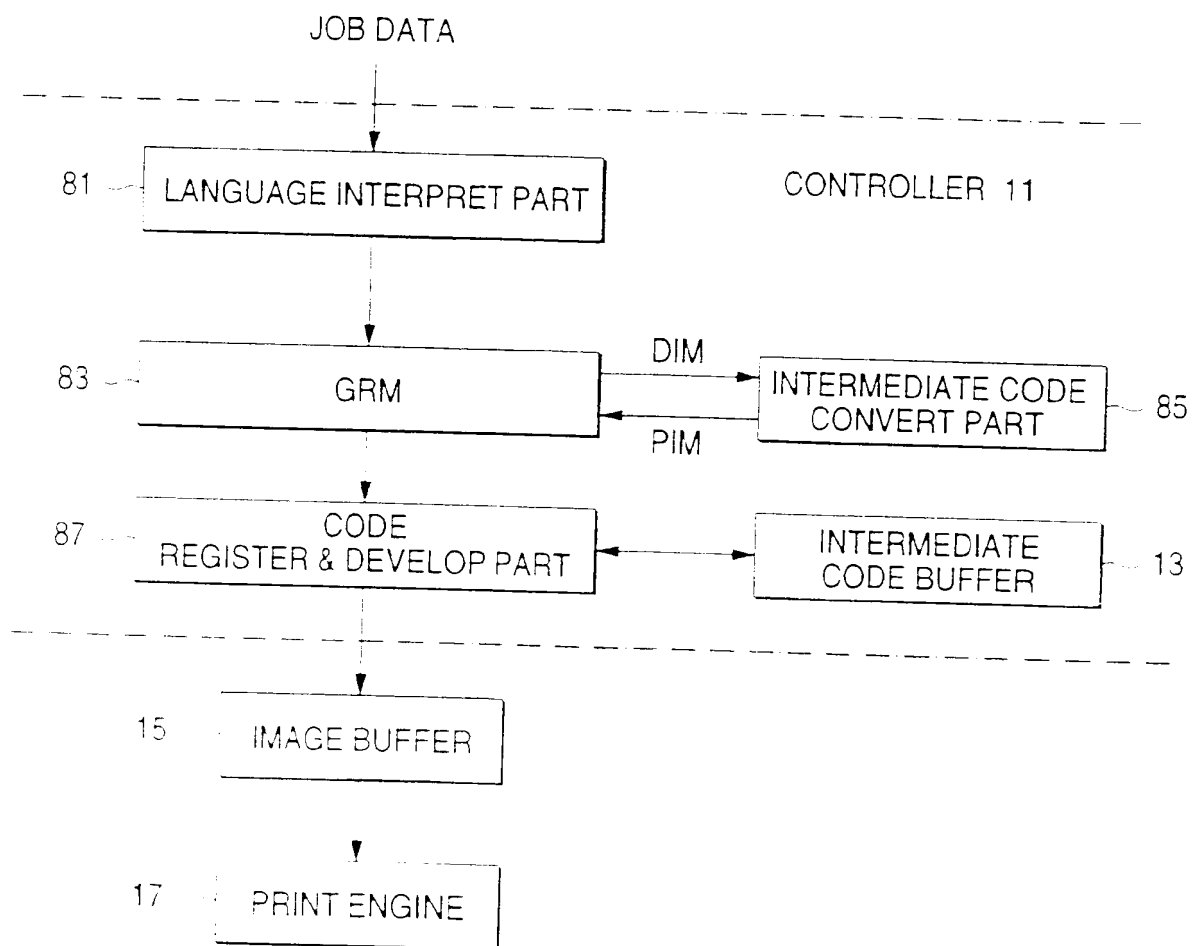 JOB DATA
81
LANGUAGE INTERPRET PART
CONTROLLER 11
83
GRM
DIM
PIM
INTERMEDIATE CODE
CONVERT PART
85
87
CODE
REGISTER & DEVELOP PART
INTERMEDIATE
CODE BUFFER
13
15
IMAGE BUFFER
17
PRINT ENGINE